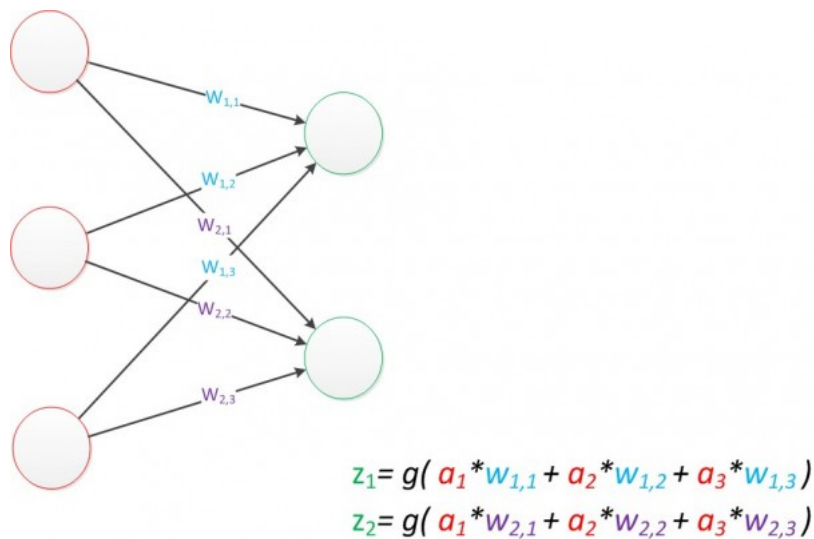 w1,1
w1,2
w2,1
w1,3
w2,2
w2,3
z1= g( a1*w1,1 + a2*w1,2 + a3*w1,3 )
z2= g( a1*w2,1 + a2*w2,2 + a3*w2,3 )